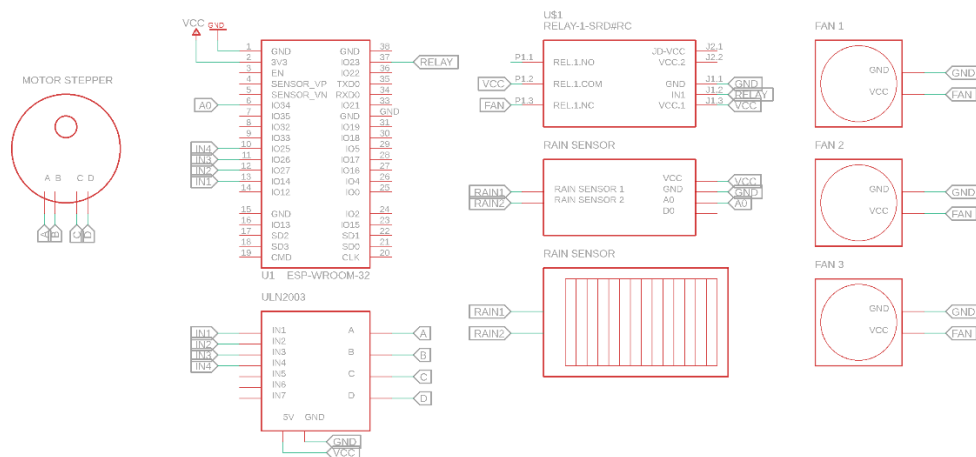 MOTOR STEPPER
A B C D
A
B
C
D
VCC
GND
1 GND GND 38
2 3V3 IO23 37 RELAY
3 EN IO22 36
4 SENSOR_VP TXD0 35
5 SENSOR_VN RXD0 34
A0 6 IO34 IO21 33
7 IO35 GND GND
8 IO32 IO19 31
9 IO33 IO18 30
IN4 10 IO25 IO5 29
IN3 11 IO26 IO17 28
IN2 12 IO27 IO16 27
IN1 13 IO14 IO4 26
14 IO12 IO0 25
15 GND IO2 24
16 IO13 IO15 23
17 SD2 SD1 22
18 SD3 SD0 21
19 CMD CLK 20
U1 ESP-WROOM-32
ULN2003
IN1 IN1 A A
IN2 IN2
IN3 IN3 B B
IN4 IN4
IN5 C C
IN6
IN7 D D
5V GND
GND
VCC
U$1
RELAY-1-SRD#RC
JD-VCC J2.1
P1.1 REL.1.NO VCC.2 J2.2
VCC P1.2 REL.1.COM GND J1.1 GND
IN1 J1.2 RELAY
FAN P1.3 REL.1.NC VCC.1 J1.3 VCC
RAIN SENSOR
VCC VCC
RAIN1 RAIN SENSOR 1 GND GND
RAIN2 RAIN SENSOR 2 A0 A0
D0
RAIN SENSOR
RAIN1
RAIN2
FAN 1
GND GND
VCC FAN
FAN 2
GND GND
VCC FAN
FAN 3
GND GND
VCC FAN